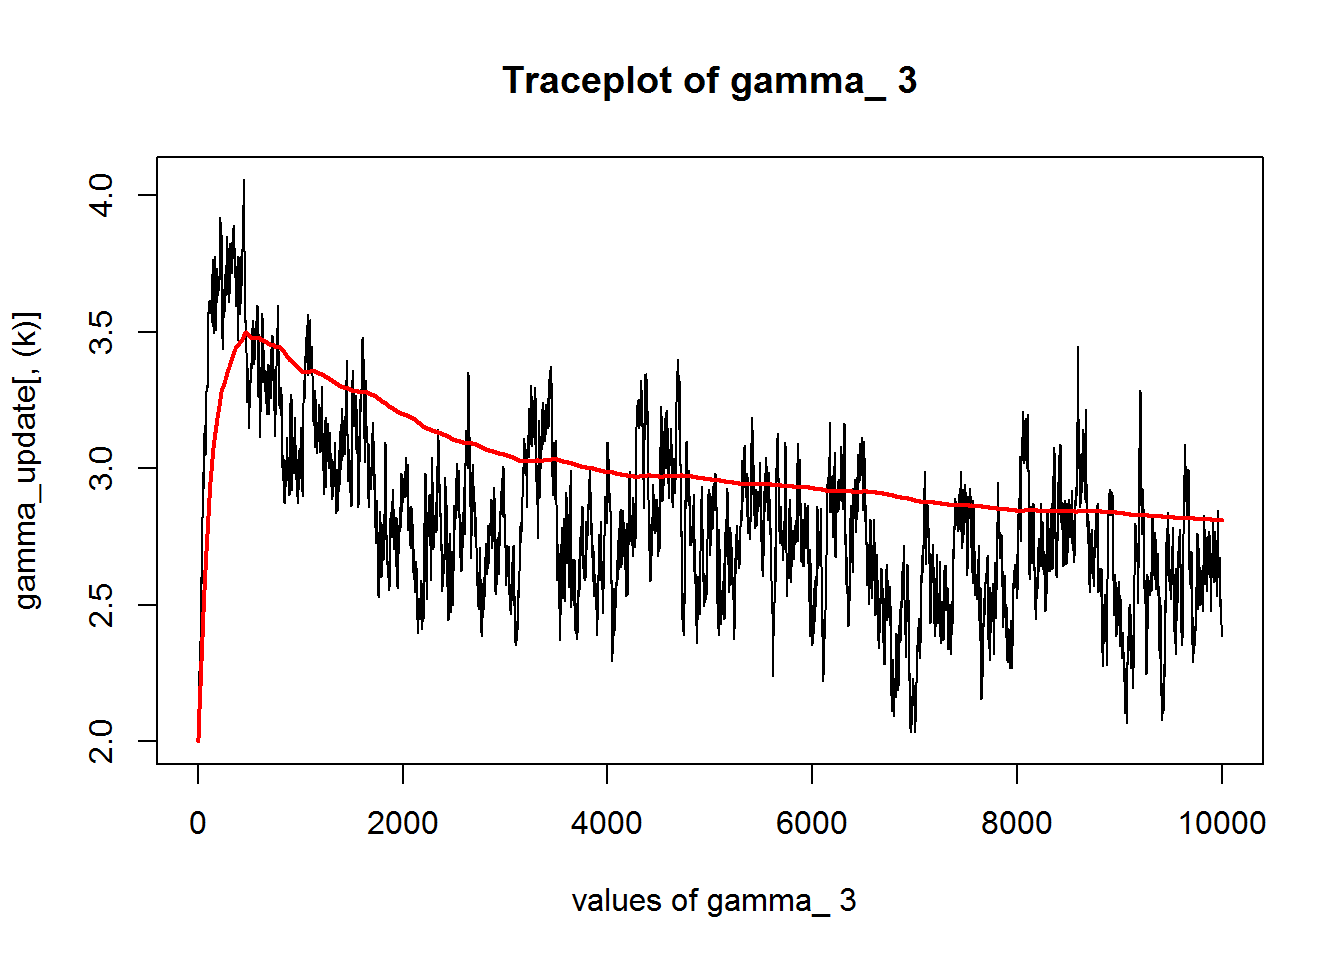 Traceplot of gamma_ 3
gamma_update[, (k)]
4.0
3.5
3.0
2.5
2.0
0 2000 4000 6000 8000 10000
values of gamma_ 3